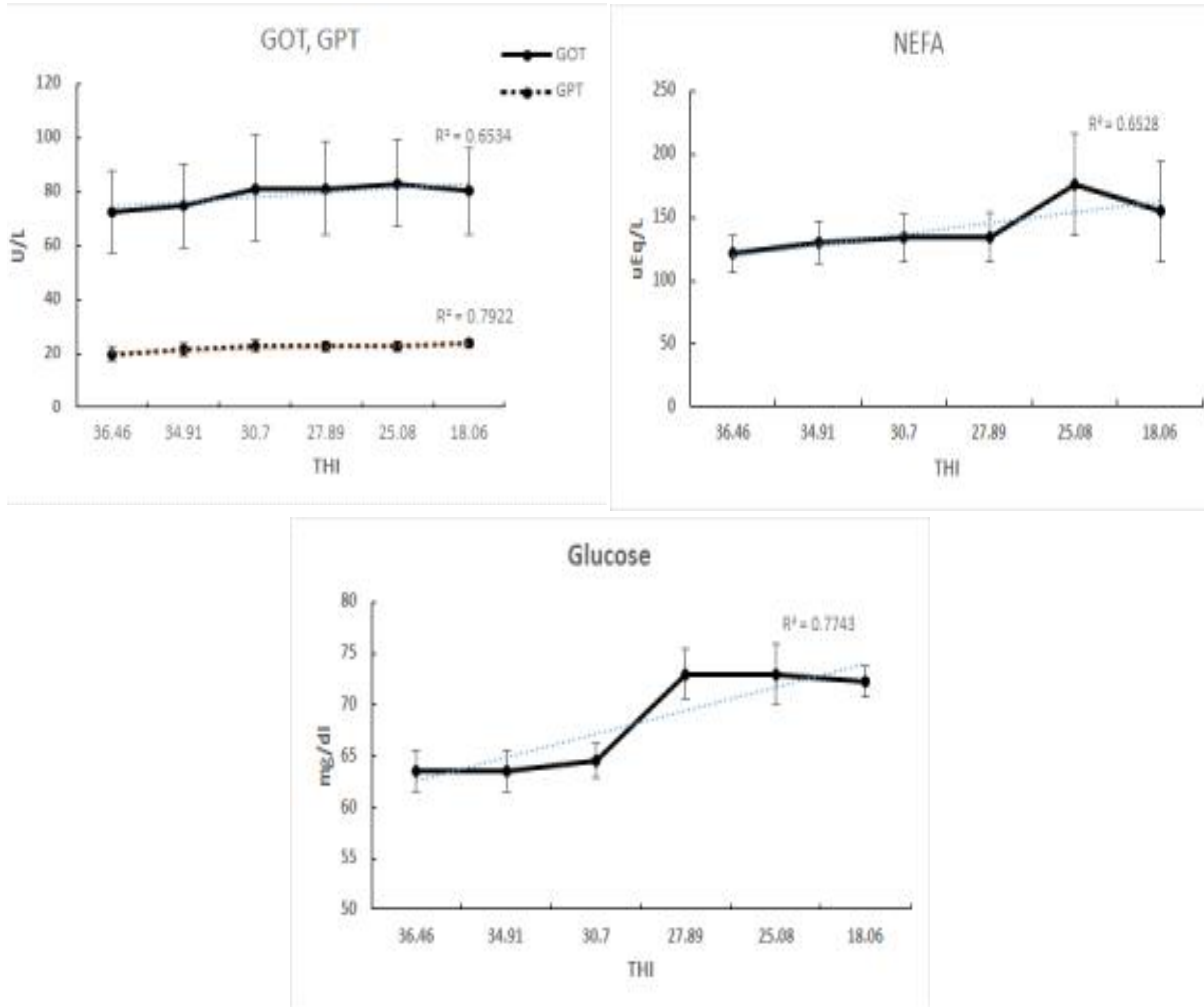 GOT, GPT
GOT
GPT
120
100
80
60
40
20
0
U/L
R² = 0.6534
R² = 0.7922
36.46 34.91 30.7 27.89 25.08 18.06
THI
NEFA
250
200
150
100
50
0
uEq/L
R² = 0.6528
36.46 34.91 30.7 27.89 25.08 18.06
THI
Glucose
80
75
70
65
60
55
50
mg/dl
R² = 0.7743
36.46 34.91 30.7 27.89 25.08 18.06
THI